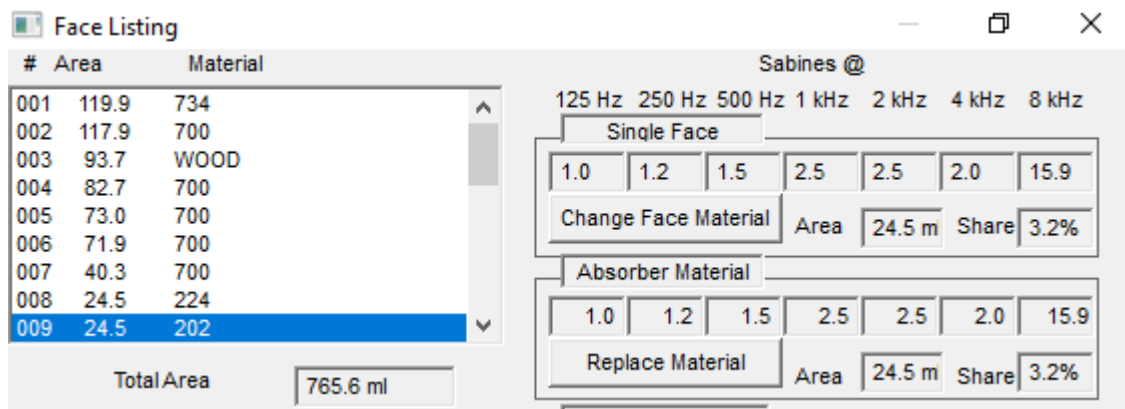 Face Listing
# Area Material
001 119.9 734
002 117.9 700
003 93.7 WOOD
004 82.7 700
005 73.0 700
006 71.9 700
007 40.3 700
008 24.5 224
009 24.5 202
Total Area 765.6 ml
Sabines @
125 Hz 250 Hz 500 Hz 1 kHz 2 kHz 4 kHz 8 kHz
Single Face
1.0 1.2 1.5 2.5 2.5 2.0 15.9
Change Face Material Area 24.5 m Share 3.2%
Absorber Material
1.0 1.2 1.5 2.5 2.5 2.0 15.9
Replace Material Area 24.5 m Share 3.2%